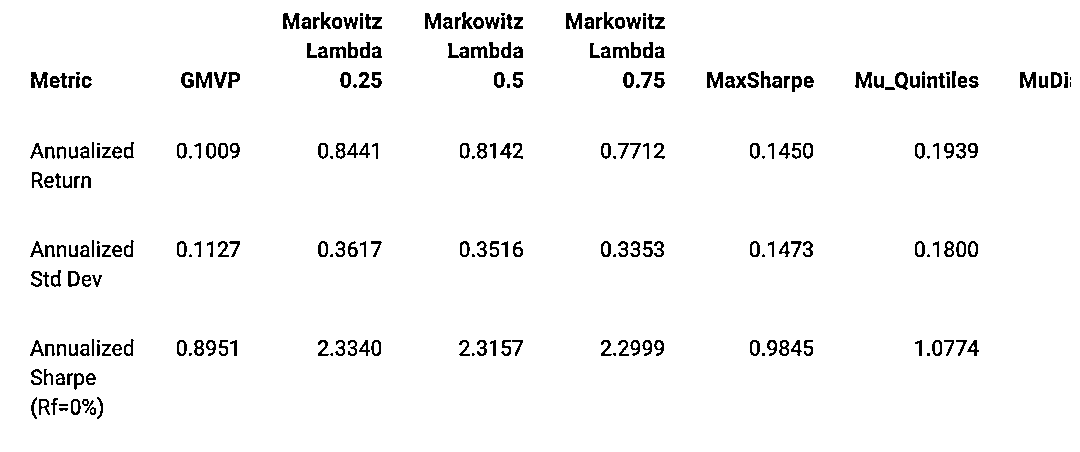 Markowitz Markowitz Markowitz
Lambda Lambda Lambda
Metric GMVP 0.25 0.5 0.75 MaxSharpe Mu_Quintiles
Annualized 0.1009 0.8441 0.8142 0.7712 0.1450 0.1939
Return
Annualized 0.1127 0.3617 0.3516 0.3353 0.1473 0.1800
Std Dev
Annualized 0.8951 2.3340 2.3157 2.2999 0.9845 1.0774
Sharpe
(Rf=0%)